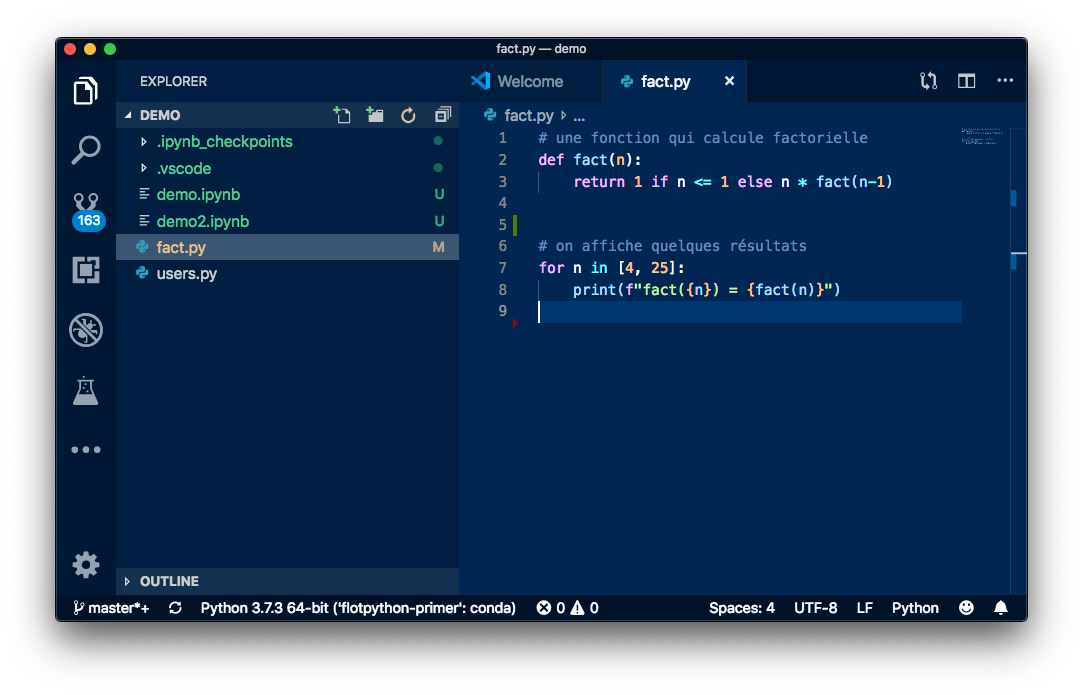 fact.py — demo
EXPLORER
DEMO
.ipynb_checkpoints
.vscode
demo.ipynb U
demo2.ipynb U
fact.py M
users.py
OUTLINE
163
Welcome
fact.py ×
fact.py ...
1 # une fonction qui calcule factorielle
2 def fact(n):
3 return 1 if n <= 1 else n * fact(n-1)
4
5
6 # on affiche quelques résultats
7 for n in [4, 25]:
8 print(f"fact({n}) = {fact(n)}")
9
master*+ Python 3.7.3 64-bit ('flotpython-primer': conda) 0 0 Spaces: 4 UTF-8 LF Python